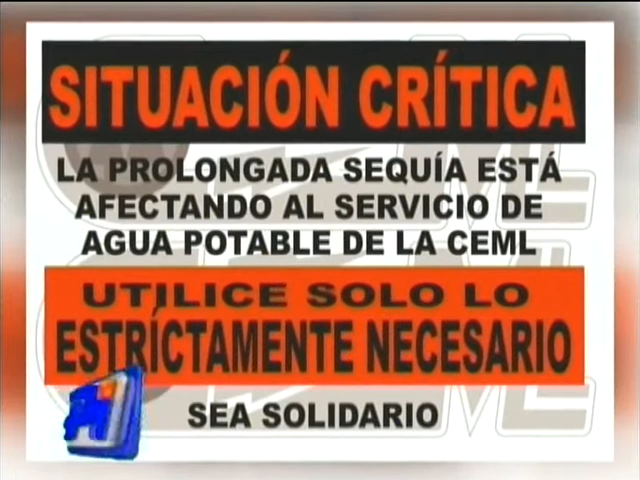 SITUACIÓN CRÍTICA
LA PROLONGADA SEQUÍA ESTÁ
AFECTANDO AL SERVICIO DE
AGUA POTABLE DE LA CEML
UTILICE SOLO LO
ESTRÍCTAMENTE NECESARIO
SEA SOLIDARIO